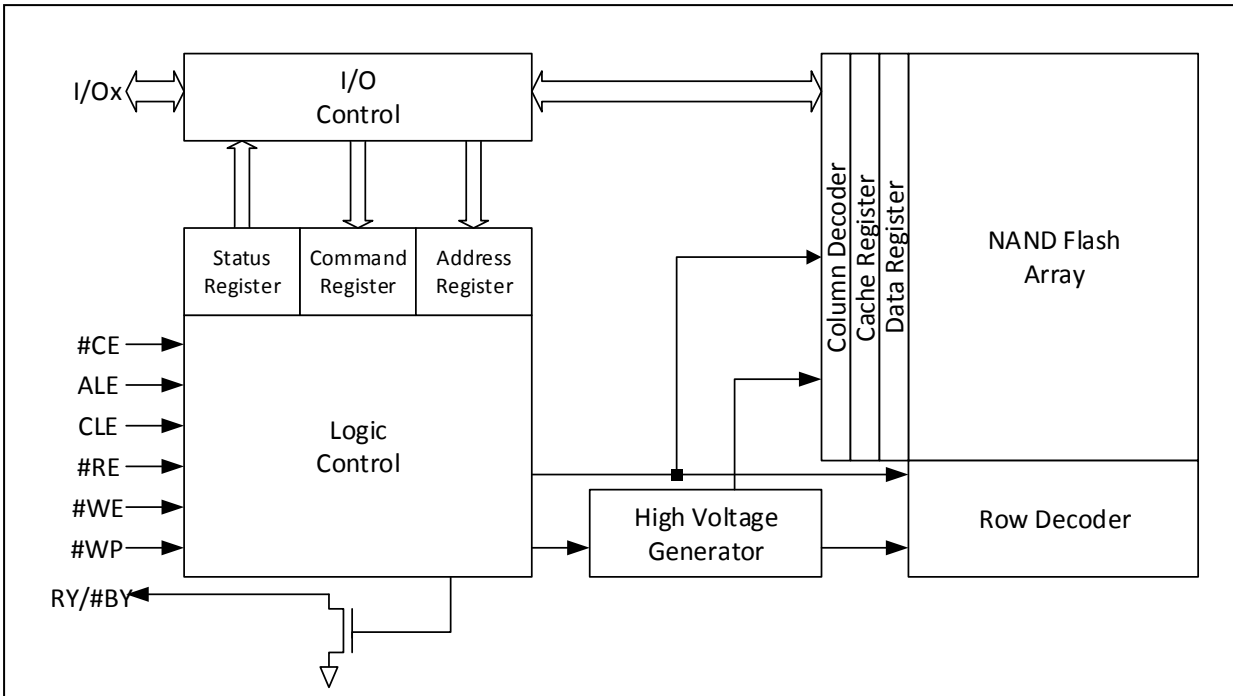 I/Ox
I/O
Control
Status
Register
Command
Register
Address
Register
#CE
ALE
CLE
#RE
#WE
#WP
RY/#BY
Logic
Control
High Voltage
Generator
Column Decoder
Cache Register
Data Register
NAND Flash
Array
Row Decoder